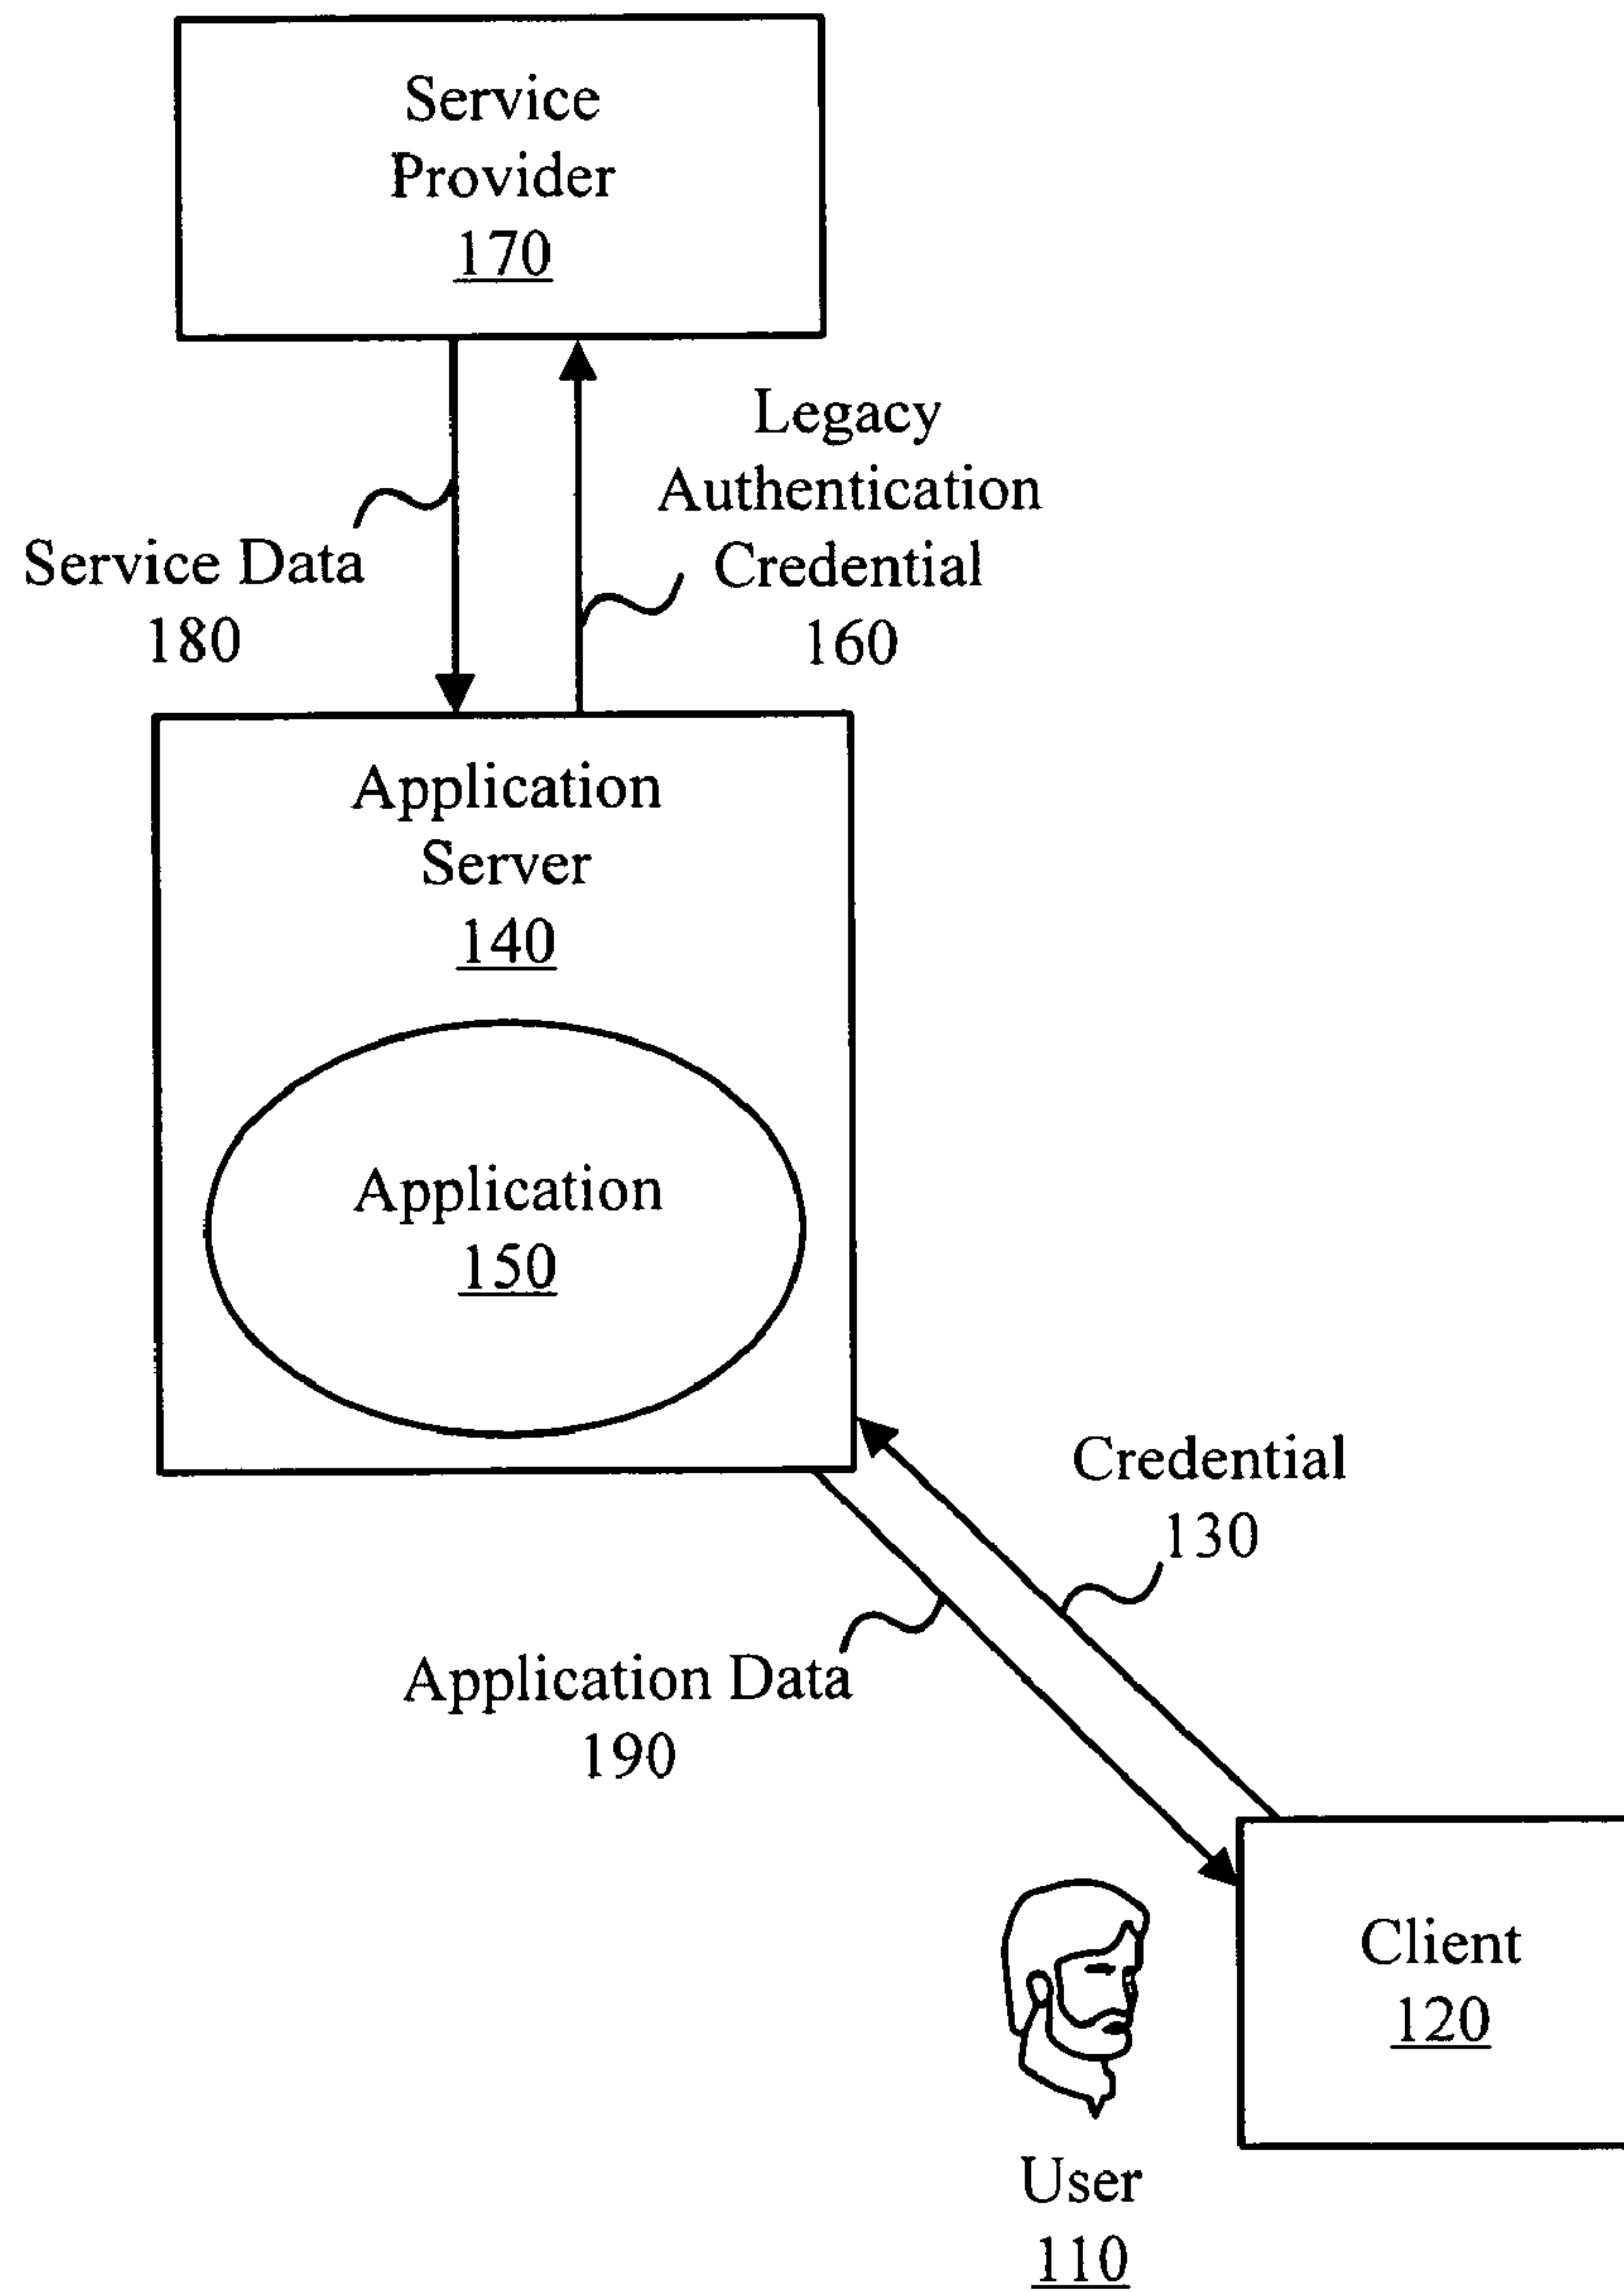 Service
Provider
170
Legacy
Authentication
Credential
160
Service Data
180
Application
Server
140
Application
150
Credential
130
Application Data
190
Client
120
User
110